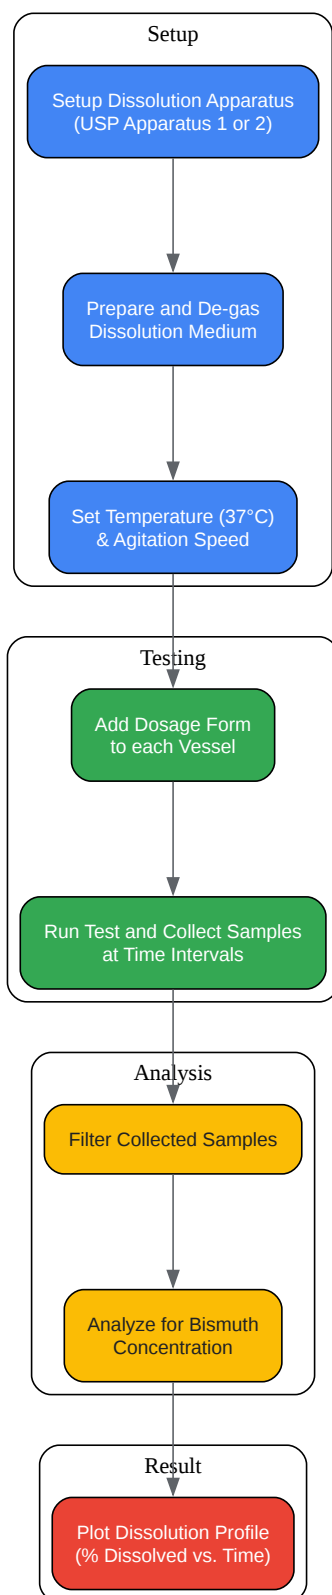 Setup
Setup Dissolution Apparatus
(USP Apparatus 1 or 2)
Prepare and De-gas
Dissolution Medium
Set Temperature (37°C)
& Agitation Speed
Testing
Add Dosage Form
to each Vessel
Run Test and Collect Samples
at Time Intervals
Analysis
Filter Collected Samples
Analyze for Bismuth
Concentration
Result
Plot Dissolution Profile
(% Dissolved vs. Time)